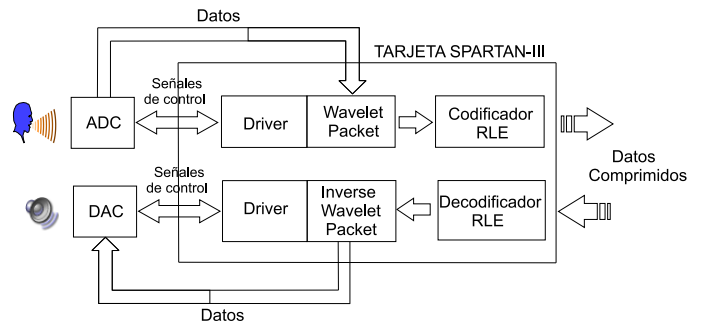 Datos
TARJETA SPARTAN-III
Señales
de control
ADC
Driver
Wavelet
Packet
Codificador
RLE
Datos
Comprimidos
Señales
de control
DAC
Driver
Inverse
Wavelet
Packet
Decodificador
RLE
Datos